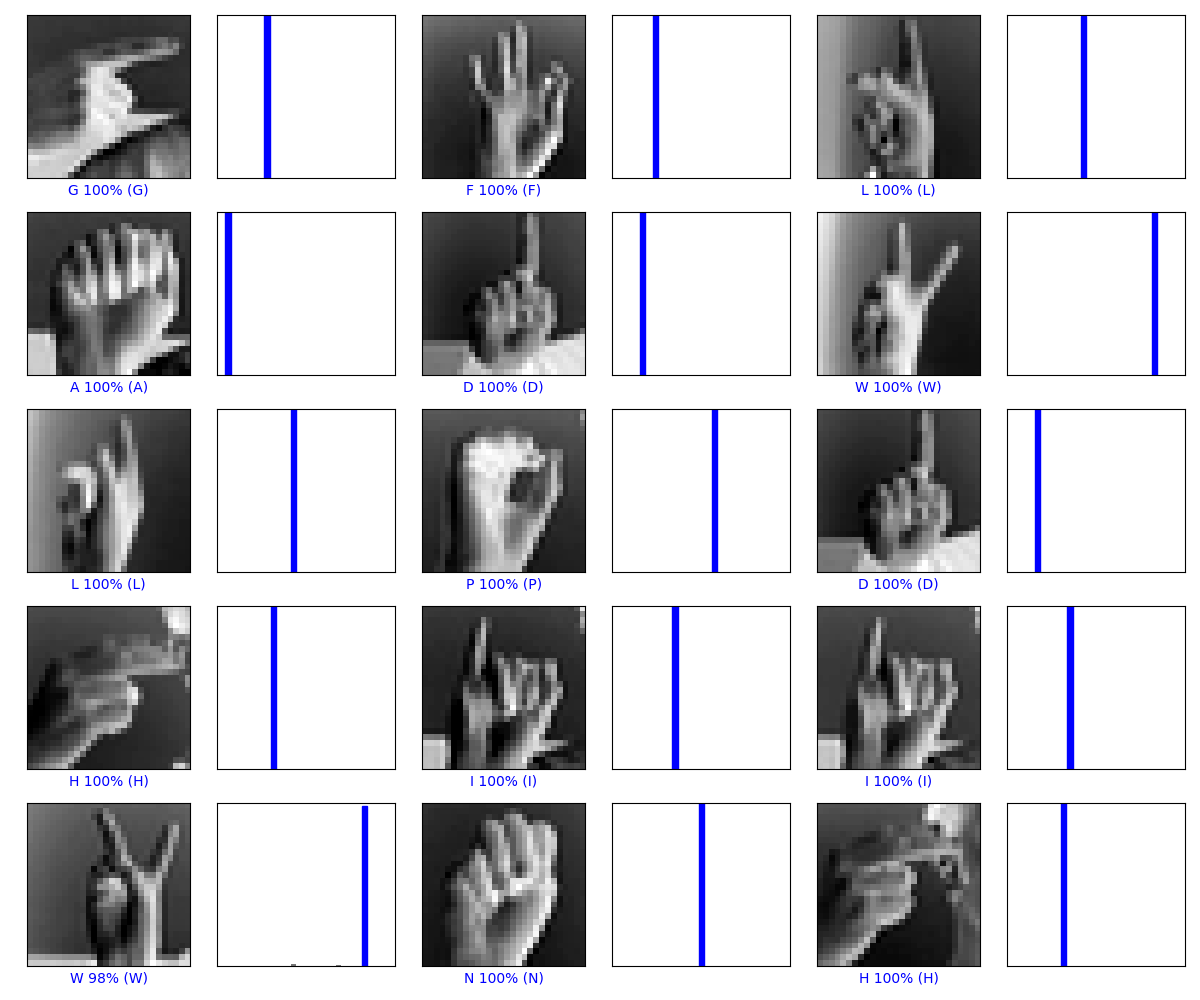 G 100% (G)
F 100% (F)
L 100% (L)
A 100% (A)
D 100% (D)
W 100% (W)
L 100% (L)
P 100% (P)
D 100% (D)
H 100% (H)
I 100% (I)
I 100% (I)
W 98% (W)
N 100% (N)
H 100% (H)